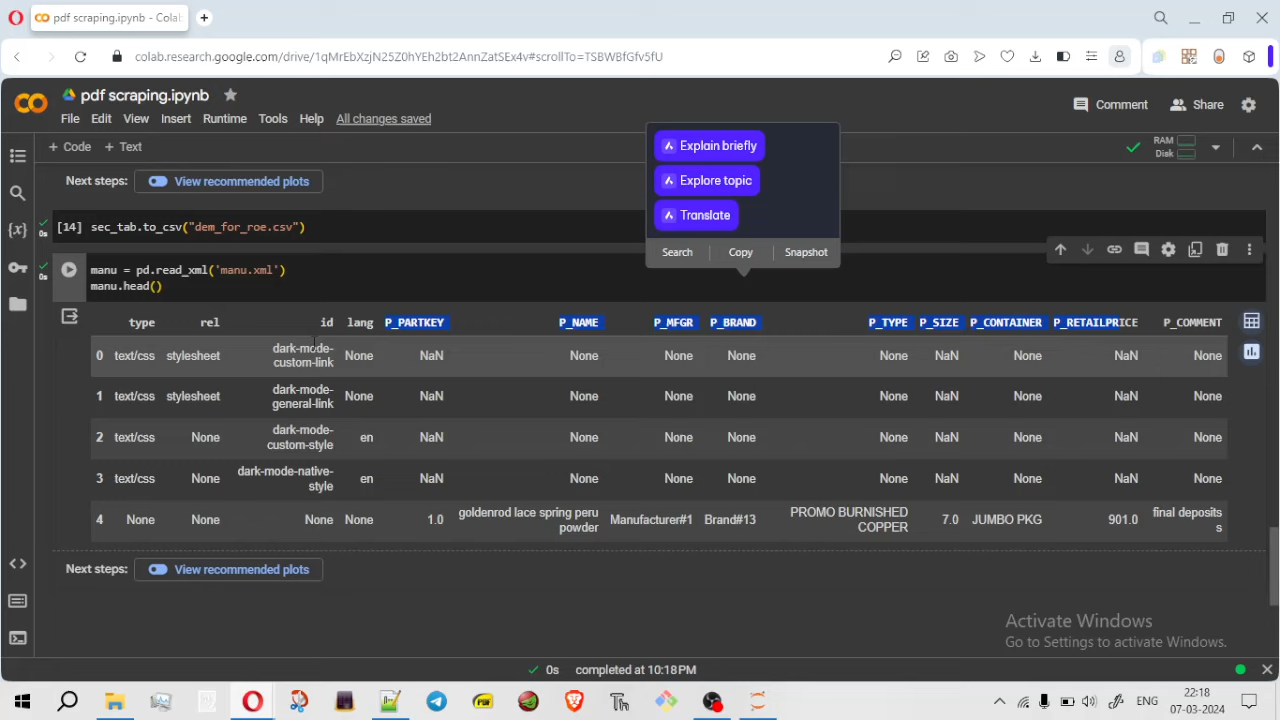 pdf scraping.ipynb - Colab
colab.research.google.com/drive/1qMrEbXzjN25Z0hYEh2bt2AnnZatSEx4v#scrollTo=TSBWBfGfv5fU
pdf scraping.ipynb
Comment
Share
File Edit View Insert Runtime Tools Help All changes saved
+ Code + Text
RAM
Disk
Explain briefly
Explore topic
Translate
Search Copy Snapshot
Next steps: View recommended plots
[14] sec_tab.to_csv("dem_for_roe.csv")
0s
manu = pd.read_xml('manu.xml')
manu.head()
0s
type rel id lang P_PARTKEY P_NAME P_MFGR P_BRAND P_TYPE P_SIZE P_CONTAINER P_RETAILPRICE P_COMMENT
0 text/css stylesheet dark-mode-custom-link None NaN None None None None NaN None NaN None
1 text/css stylesheet dark-mode-general-link None NaN None None None None NaN None NaN None
2 text/css None dark-mode-custom-style en NaN None None None None NaN None NaN None
3 text/css None dark-mode-native-style en NaN None None None None NaN None NaN None
4 None None None None 1.0 goldenrod lace spring peru powder Manufacturer#1 Brand#13 PROMO BURNISHED COPPER 7.0 JUMBO PKG 901.0 final deposits s
Next steps: View recommended plots
Activate Windows
Go to Settings to activate Windows.
0s completed at 10:18 PM
ENG
22:18
07-03-2024